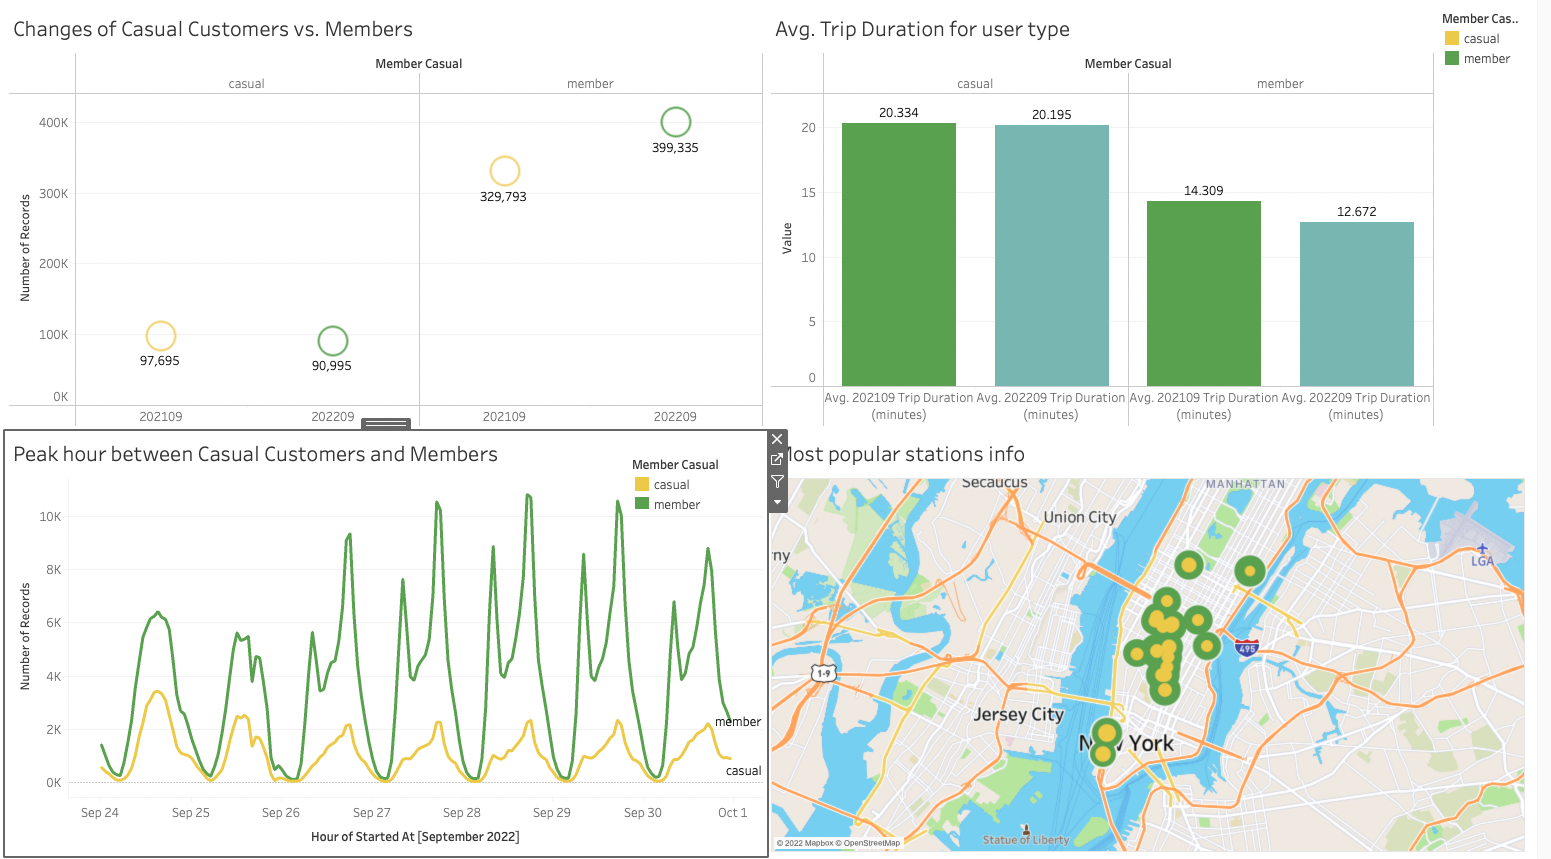 Changes of Casual Customers vs. Members
Member Casual
casual
member
Number of Records
400K
300K
200K
100K
0K
97,695
90,995
329,793
399,335
202109
202209
202109
202209
Avg. Trip Duration for user type
Member Casual
casual
member
Value
20
15
10
5
0
20.334
20.195
14.309
12.672
Avg. 202109 Trip Duration
(minutes)
Avg. 202209 Trip Duration
(minutes)
Avg. 202109 Trip Duration
(minutes)
Avg. 202209 Trip Duration
(minutes)
Member Cas..
casual
member
Peak hour between Casual Customers and Members
Member Casual
casual
member
Number of Records
10K
8K
6K
4K
2K
0K
member
casual
Sep 24
Sep 25
Sep 26
Sep 27
Sep 28
Sep 29
Sep 30
Oct 1
Hour of Started At [September 2022]
Most popular stations info
Secaucus
MANHATTAN
Union City
rny
LGA
495
1-9
Jersey City
New York
Statue of Liberty
© 2022 Mapbox © OpenStreetMap